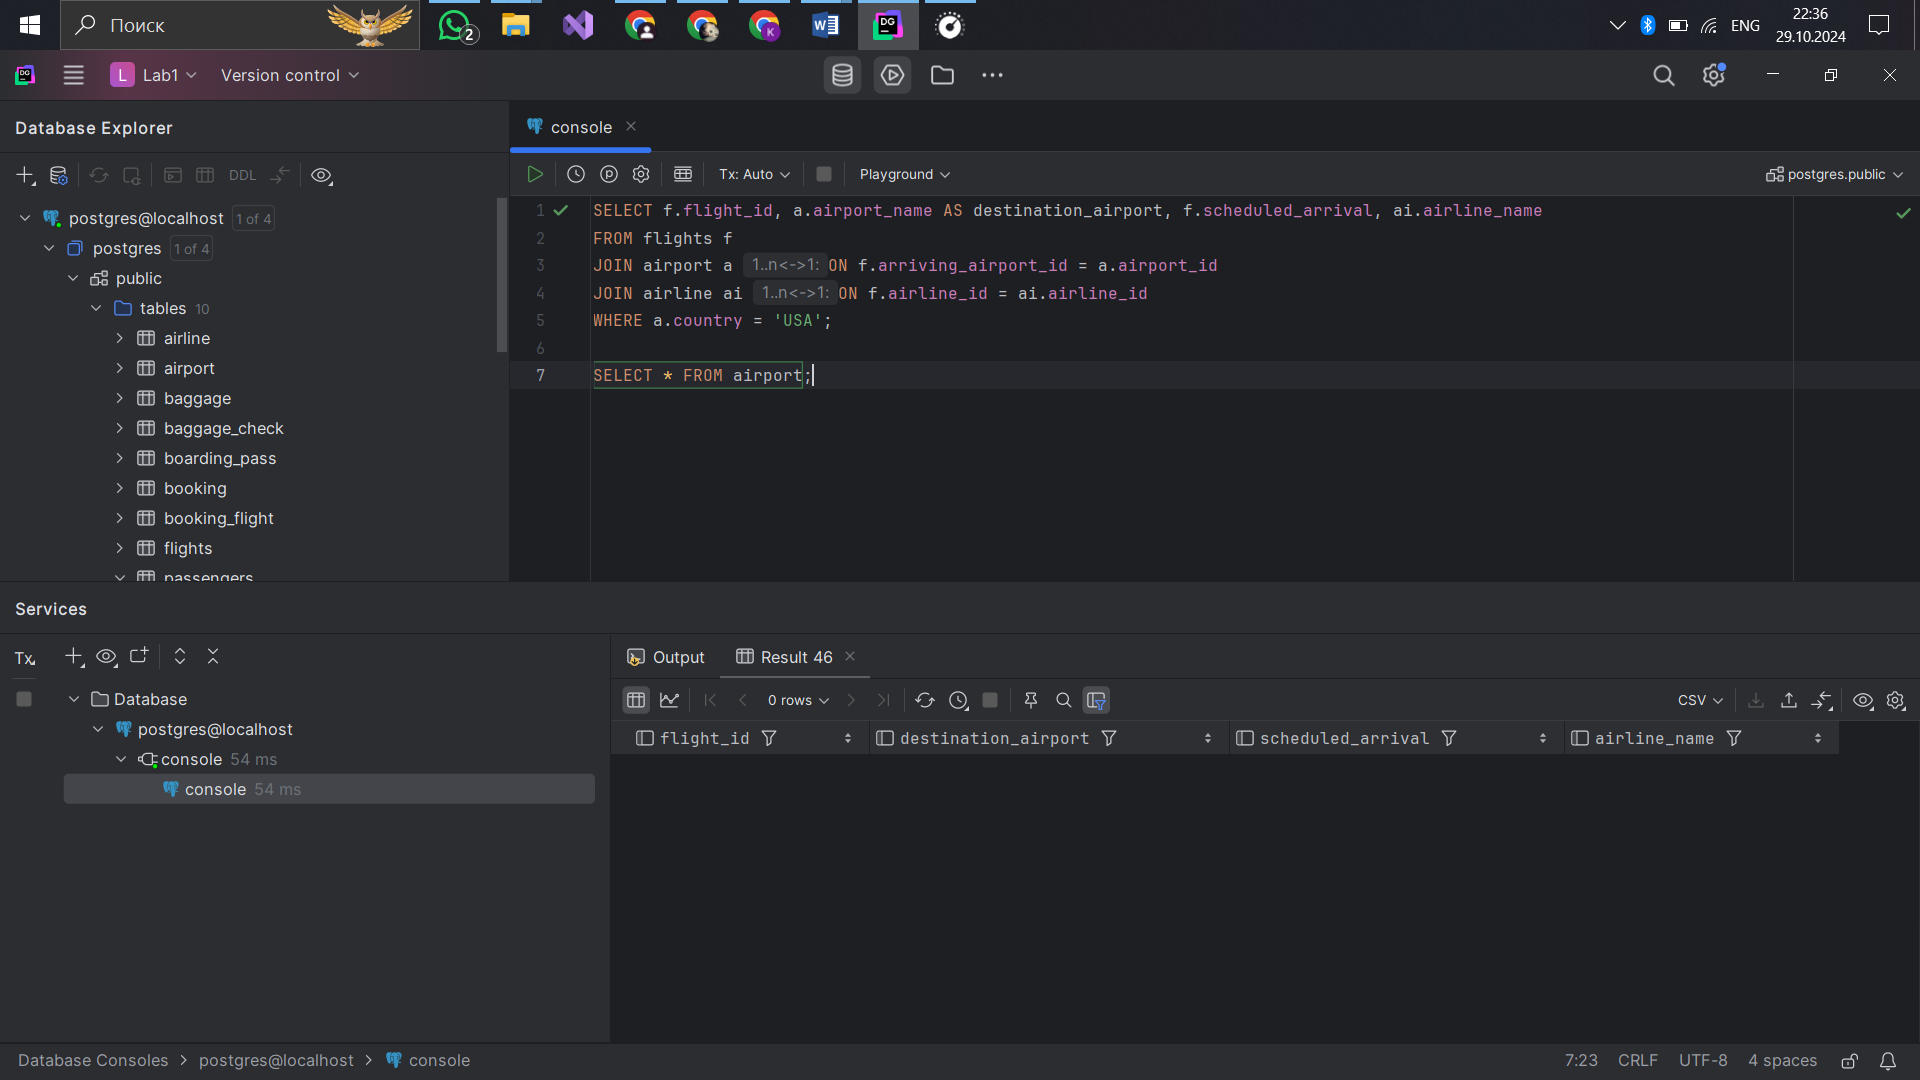 Поиск
2
ENG
22:36
29.10.2024
L Lab1
Version control
Database Explorer
console
DDL
Tx: Auto
Playground
postgres.public
postgres@localhost 1 of 4
postgres 1 of 4
public
tables 10
airline
airport
baggage
baggage_check
boarding_pass
booking
booking_flight
flights
passengers
1 SELECT f.flight_id, a.airport_name AS destination_airport, f.scheduled_arrival, ai.airline_name
2 FROM flights f
3 JOIN airport a 1..n<->1: ON f.arriving_airport_id = a.airport_id
4 JOIN airline ai 1..n<->1: ON f.airline_id = ai.airline_id
5 WHERE a.country = 'USA';
6
7 SELECT * FROM airport;
Services
Tx
Database
postgres@localhost
console 54 ms
console 54 ms
Output
Result 46
0 rows
CSV
flight_id
destination_airport
scheduled_arrival
airline_name
Database Consoles > postgres@localhost > console
7:23 CRLF UTF-8 4 spaces